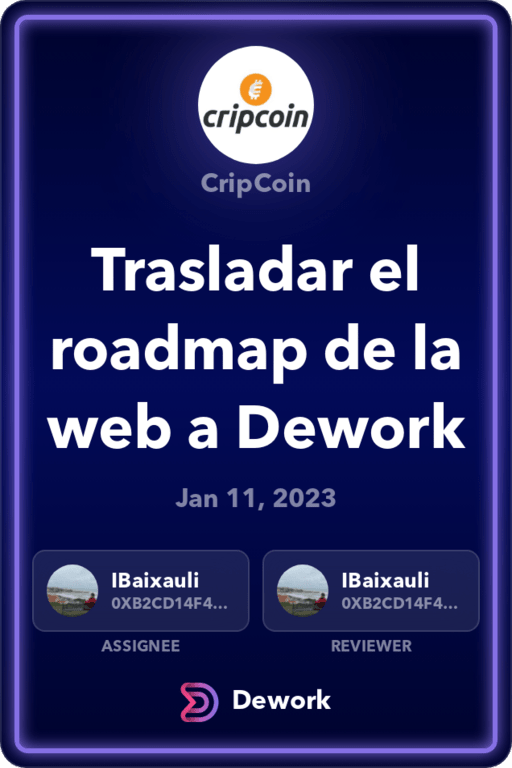 cripcoin
CripCoin
Trasladar el
roadmap de la
web a Dework
Jan 11, 2023
IBaixauli
0XB2CD14F4...
ASSIGNEE
IBaixauli
0XB2CD14F4...
REVIEWER
Dework